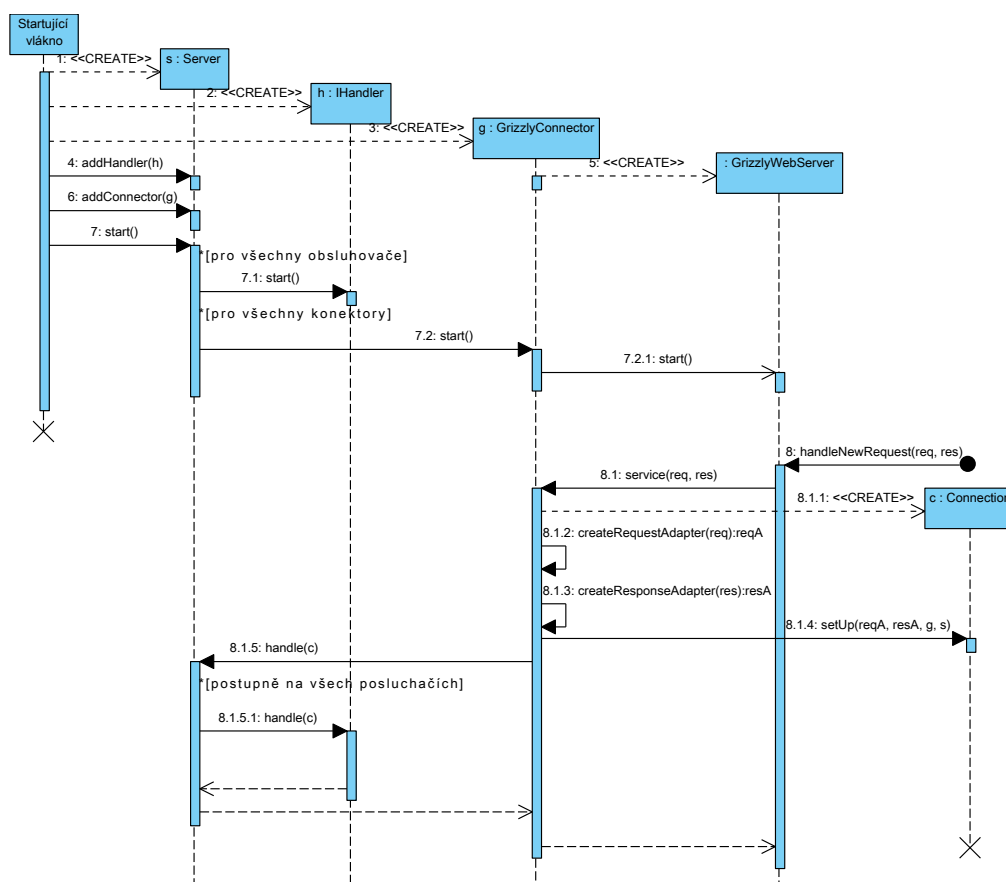 Startující
vlákno
1: <<CREATE>>
s : Server
2: <<CREATE>>
h : IHandler
3: <<CREATE>>
g : GrizzlyConnector
4: addHandler(h)
5: <<CREATE>>
: GrizzlyWebServer
6: addConnector(g)
7: start()
*[pro všechny obsluhovače]
7.1: start()
*[pro všechny konektory]
7.2: start()
7.2.1: start()
8: handleNewRequest(req, res)
8.1: service(req, res)
8.1.1: <<CREATE>>
c : Connection
8.1.2: createRequestAdapter(req):reqA
8.1.3: createResponseAdapter(res):resA
8.1.4: setUp(reqA, resA, g, s)
8.1.5: handle(c)
*[postupně na všech posluchačích]
8.1.5.1: handle(c)